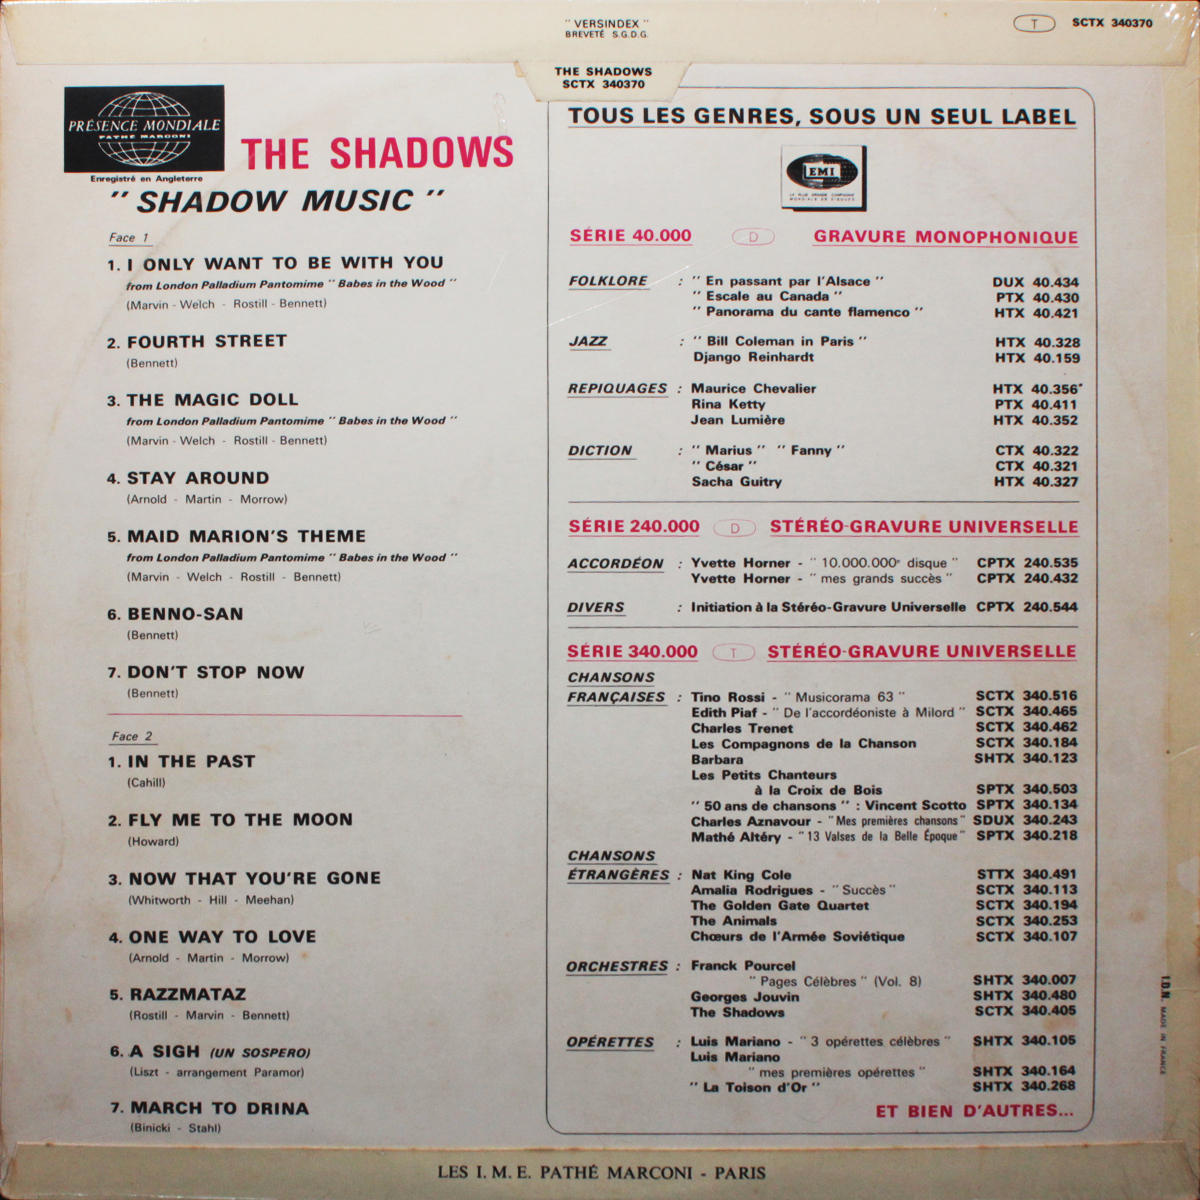 " VERSINDEX "
BREVETÉ S.G.D.G.
T SCTX 340370
THE SHADOWS
SCTX 340370
PRÉSENCE MONDIALE
PATHÉ MARCONI
Enregistré en Angleterre
THE SHADOWS
" SHADOW MUSIC "
Face 1
1. I ONLY WANT TO BE WITH YOU
from London Palladium Pantomime " Babes in the Wood "
(Marvin - Welch - Rostill - Bennett)
2. FOURTH STREET
(Bennett)
3. THE MAGIC DOLL
from London Palladium Pantomime " Babes in the Wood "
(Marvin - Welch - Rostill - Bennett)
4. STAY AROUND
(Arnold - Martin - Morrow)
5. MAID MARION'S THEME
from London Palladium Pantomime " Babes in the Wood "
(Marvin - Welch - Rostill - Bennett)
6. BENNO-SAN
(Bennett)
7. DON'T STOP NOW
(Bennett)
Face 2
1. IN THE PAST
(Cahill)
2. FLY ME TO THE MOON
(Howard)
3. NOW THAT YOU'RE GONE
(Whitworth - Hill - Meehan)
4. ONE WAY TO LOVE
(Arnold - Martin - Morrow)
5. RAZZMATAZ
(Rostill - Marvin - Bennett)
6. A SIGH (UN SOSPERO)
(Liszt - arrangement Paramor)
7. MARCH TO DRINA
(Binicki - Stahl)
TOUS LES GENRES, SOUS UN SEUL LABEL
EMI
LA PLUS GRANDE COMPAGNIE
MONDIALE DE DISQUES
SÉRIE 40.000 D GRAVURE MONOPHONIQUE
FOLKLORE : " En passant par l'Alsace " DUX 40.434
" Escale au Canada " PTX 40.430
" Panorama du cante flamenco " HTX 40.421
JAZZ : " Bill Coleman in Paris " HTX 40.328
Django Reinhardt HTX 40.159
REPIQUAGES : Maurice Chevalier HTX 40.356
Rina Ketty PTX 40.411
Jean Lumière HTX 40.352
DICTION : " Marius " " Fanny " CTX 40.322
" César " CTX 40.321
Sacha Guitry HTX 40.327
SÉRIE 240.000 D STÉRÉO-GRAVURE UNIVERSELLE
ACCORDÉON : Yvette Horner - " 10.000.000e disque " CPTX 240.535
Yvette Horner - " mes grands succès " CPTX 240.432
DIVERS : Initiation à la Stéréo-Gravure Universelle CPTX 240.544
SÉRIE 340.000 T STÉRÉO-GRAVURE UNIVERSELLE
CHANSONS
FRANÇAISES : Tino Rossi - " Musicorama 63 " SCTX 340.516
Edith Piaf - " De l'accordéoniste à Milord " SCTX 340.465
Charles Trenet SCTX 340.462
Les Compagnons de la Chanson SCTX 340.184
Barbara SHTX 340.123
Les Petits Chanteurs
à la Croix de Bois SPTX 340.503
" 50 ans de chansons " : Vincent Scotto SPTX 340.134
Charles Aznavour - " Mes premières chansons " SDUX 340.243
Mathé Altéry - " 13 Valses de la Belle Époque " SPTX 340.218
CHANSONS
ÉTRANGÈRES : Nat King Cole STTX 340.491
Amalia Rodrigues - " Succès " SCTX 340.113
The Golden Gate Quartet SCTX 340.194
The Animals SCTX 340.253
Chœurs de l'Armée Soviétique SCTX 340.107
ORCHESTRES : Franck Pourcel
" Pages Célèbres " (Vol. 8) SHTX 340.007
Georges Jouvin SHTX 340.480
The Shadows SCTX 340.405
OPÉRETTES : Luis Mariano - " 3 opérettes célèbres " SHTX 340.105
Luis Mariano
" mes premières opérettes " SHTX 340.164
" La Toison d'Or " SHTX 340.268
ET BIEN D'AUTRES...
I.D.N. MADE IN FRANCE
LES I. M. E. PATHÉ MARCONI - PARIS